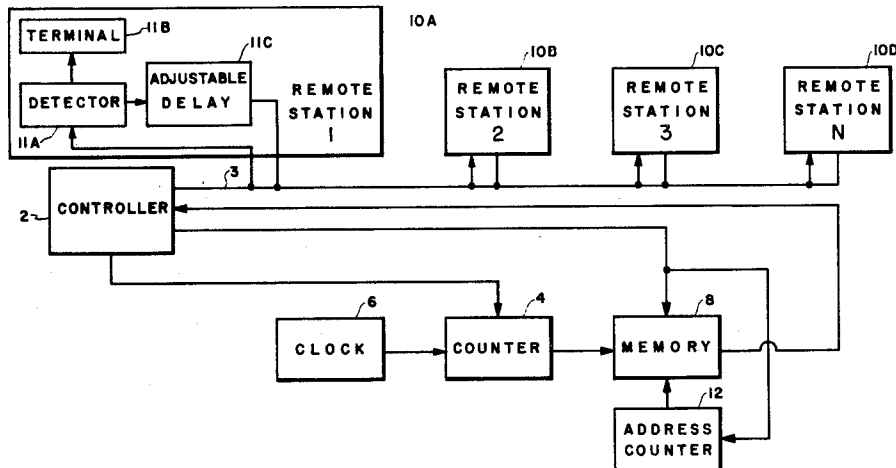 11B
10A
TERMINAL
11C
10B
10C
10D
ADJUSTABLE
DELAY
REMOTE
STATION
1
REMOTE
STATION
2
REMOTE
STATION
3
REMOTE
STATION
N
DETECTOR
11A
3
2
CONTROLLER
6
4
8
CLOCK
COUNTER
MEMORY
12
ADDRESS
COUNTER